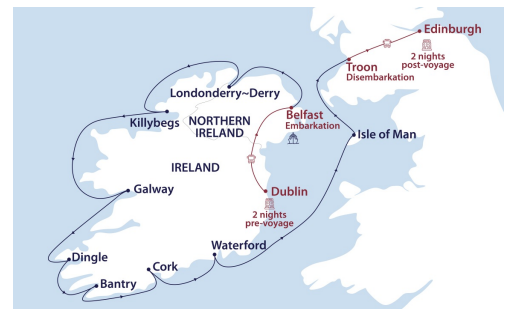 Edinburgh
2 nights
post-voyage
Troon
Disembarkation
Londonderry~Derry
Killybegs
NORTHERN
IRELAND
Belfast
Embarkation
Isle of Man
IRELAND
Galway
Dublin
2 nights
pre-voyage
Waterford
Dingle
Cork
Bantry